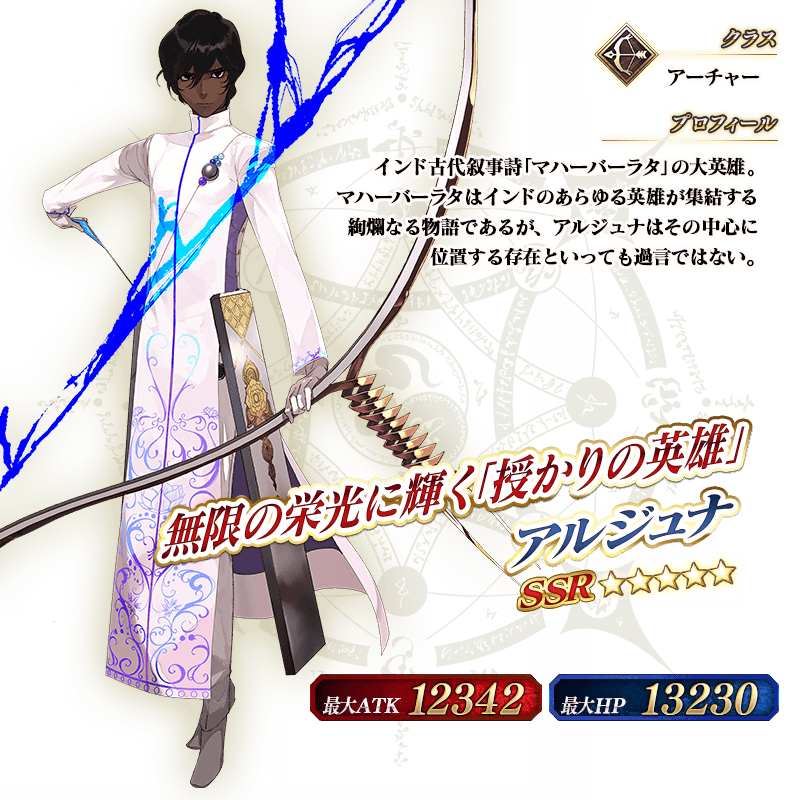 クラス
アーチャー
プロフィール
インド古代叙事詩「マハーバーラタ」の大英雄。
マハーバーラタはインドのあらゆる英雄が集結する
絢爛なる物語であるが、アルジュナはその中心に
位置する存在といっても過言ではない。
無限の栄光に輝く「授かりの英雄」
アルジュナ
SSR☆☆☆☆☆
最大ATK 12342
最大HP 13230